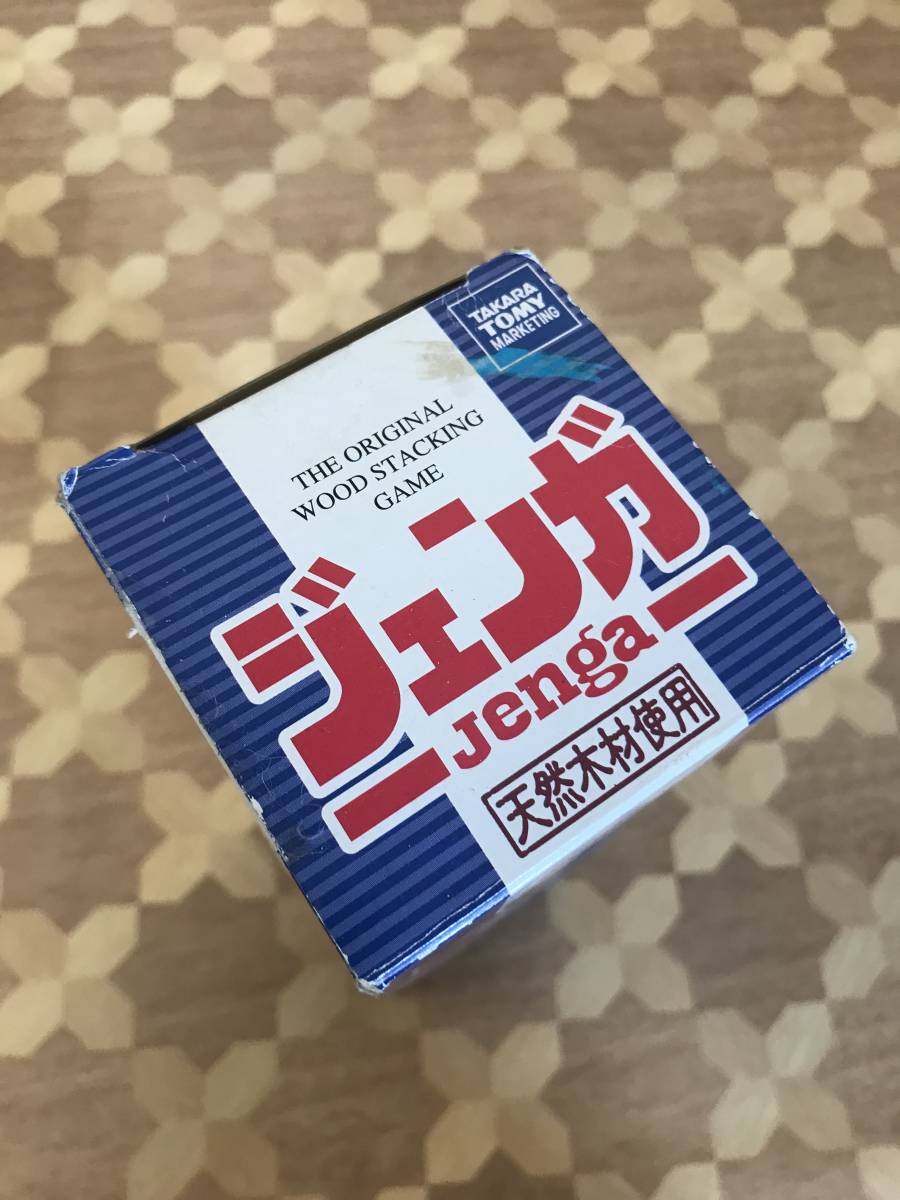 TAKARA
TOMY
MARKETING
THE ORIGINAL
WOOD STACKING
GAME
ジェンガ
Jenga
天然木材使用